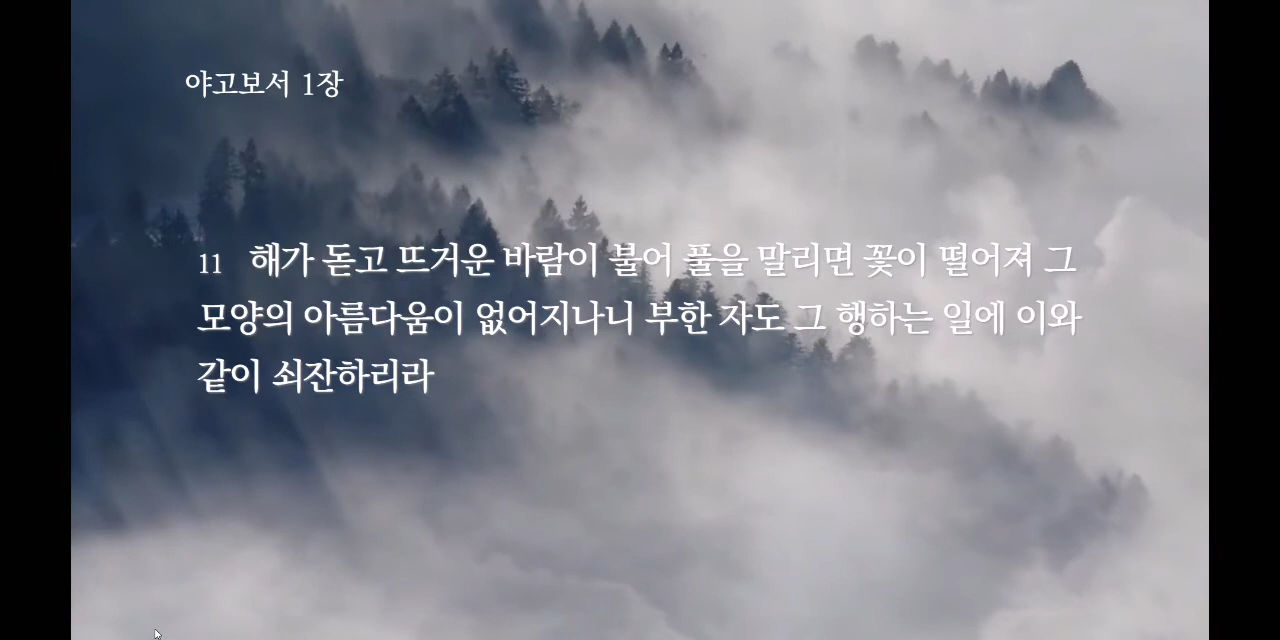 야고보서 1장
11 해가 돋고 뜨거운 바람이 불어 풀을 말리면 꽃이 떨어져 그
모양의 아름다움이 없어지나니 부한 자도 그 행하는 일에 이와
같이 쇠잔하리라